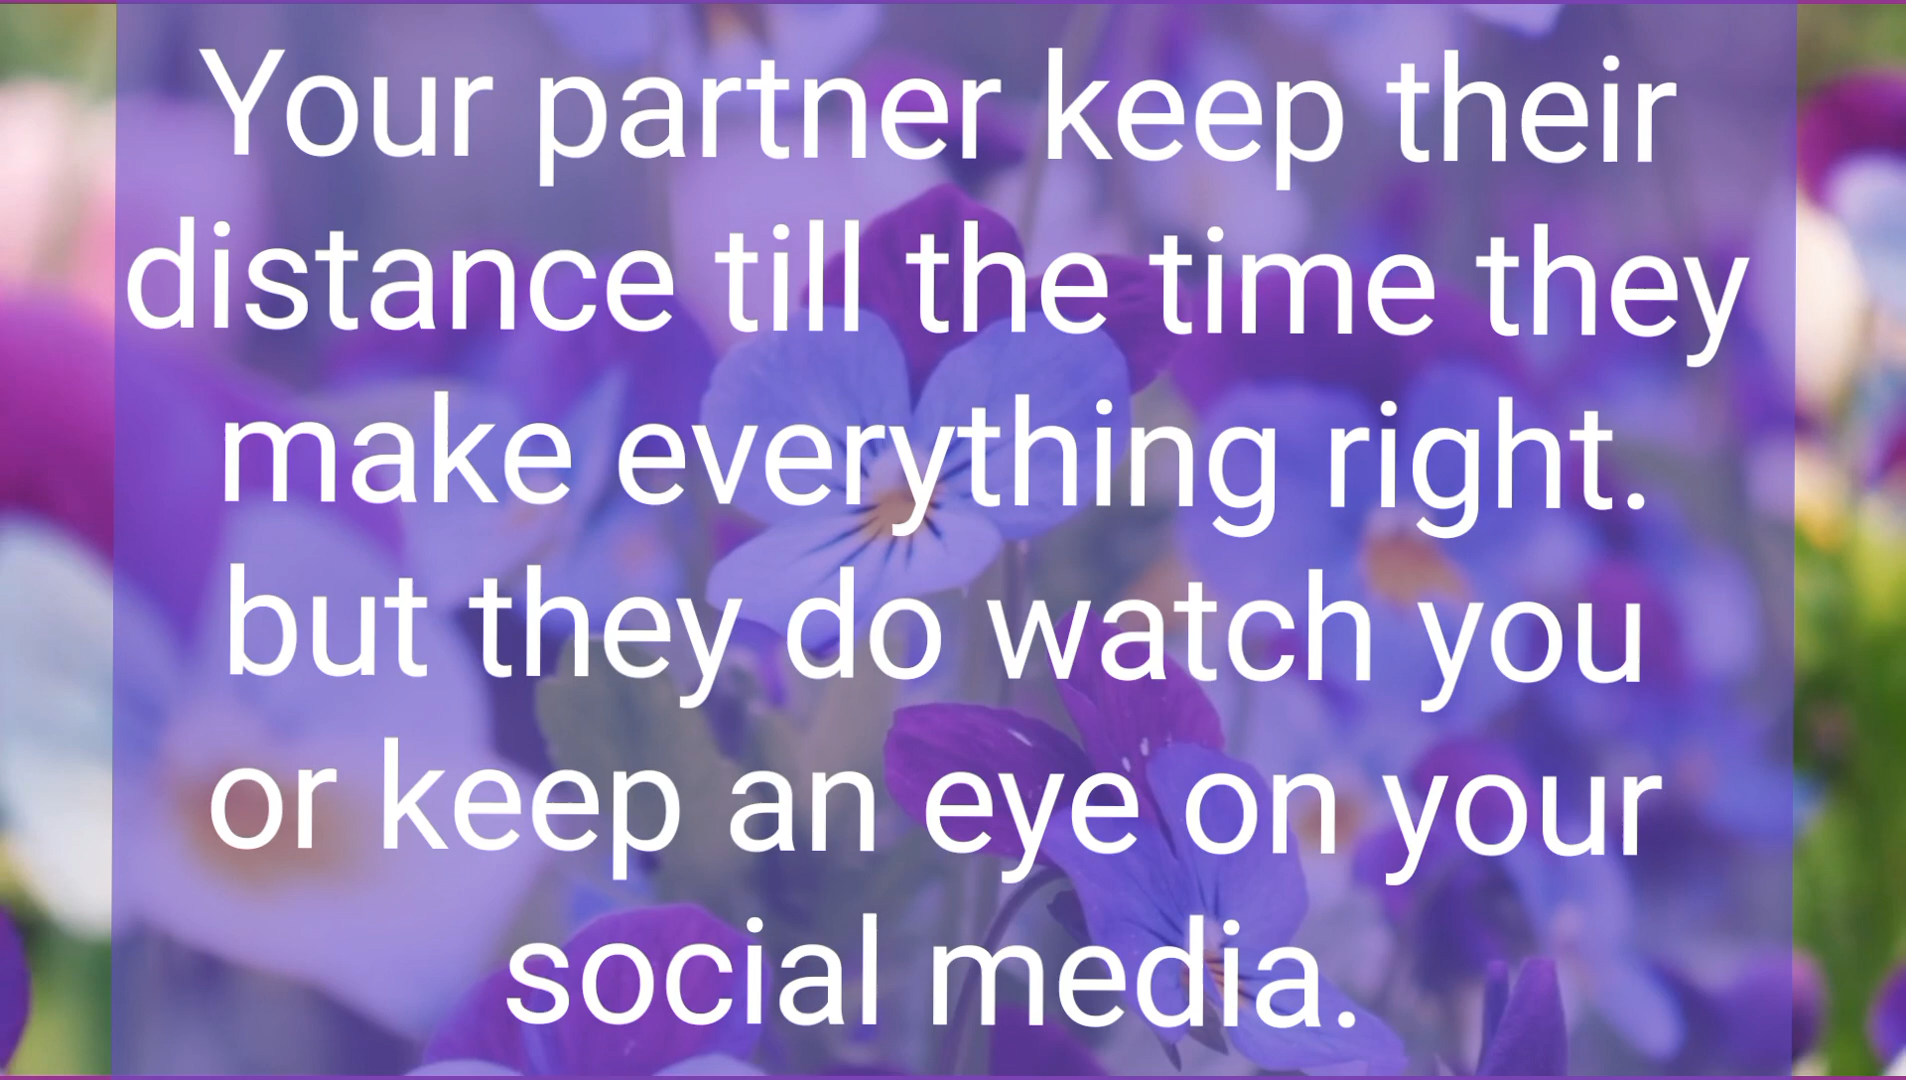 Your partner keep their
distance till the time they
make everything right.
but they do watch you
or keep an eye on your
social media.